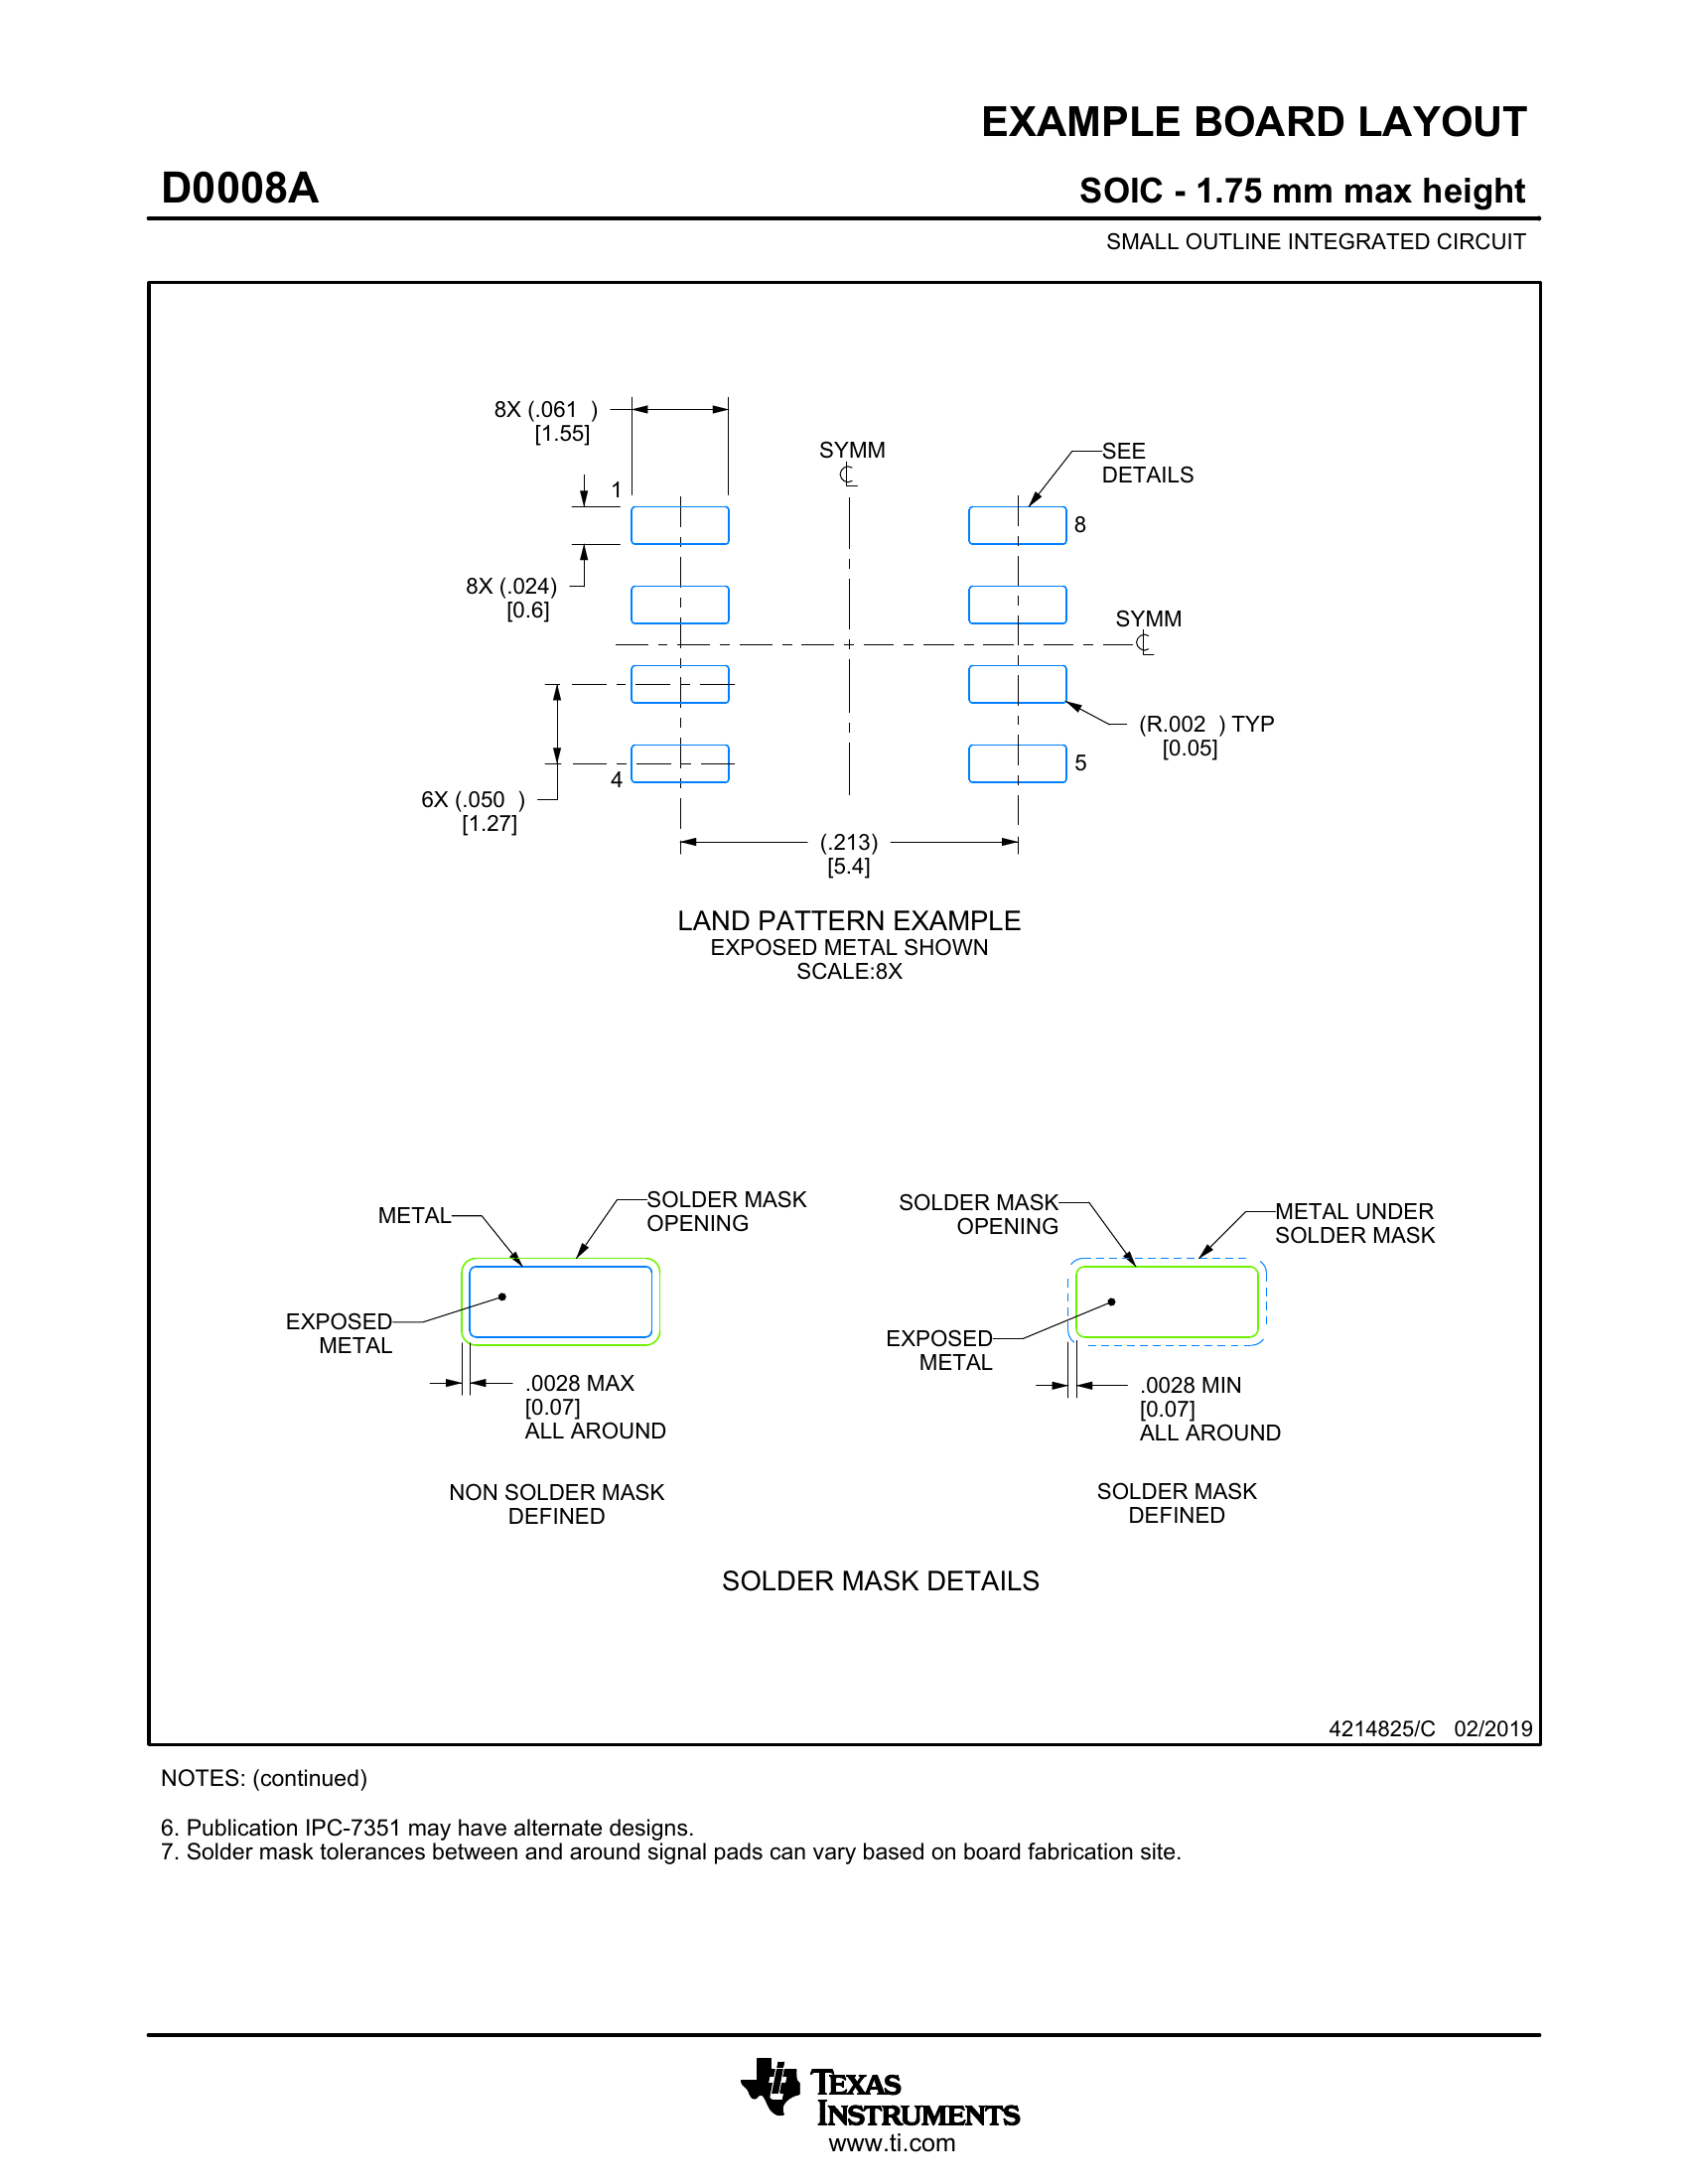 EXAMPLE BOARD LAYOUT
D0008A
SOIC - 1.75 mm max height
SMALL OUTLINE INTEGRATED CIRCUIT
8X (.061 )
[1.55]
SYMM
SEE
DETAILS
1
8
8X (.024)
[0.6]
SYMM
(R.002 ) TYP
[0.05]
4
5
6X (.050 )
[1.27]
(.213)
[5.4]
LAND PATTERN EXAMPLE
EXPOSED METAL SHOWN
SCALE:8X
METAL
SOLDER MASK
OPENING
EXPOSED
METAL
.0028 MAX
[0.07]
ALL AROUND
NON SOLDER MASK
DEFINED
SOLDER MASK
OPENING
METAL UNDER
SOLDER MASK
EXPOSED
METAL
.0028 MIN
[0.07]
ALL AROUND
SOLDER MASK
DEFINED
SOLDER MASK DETAILS
4214825/C 02/2019
NOTES: (continued)
6. Publication IPC-7351 may have alternate designs.
7. Solder mask tolerances between and around signal pads can vary based on board fabrication site.
TEXAS
INSTRUMENTS
www.ti.com